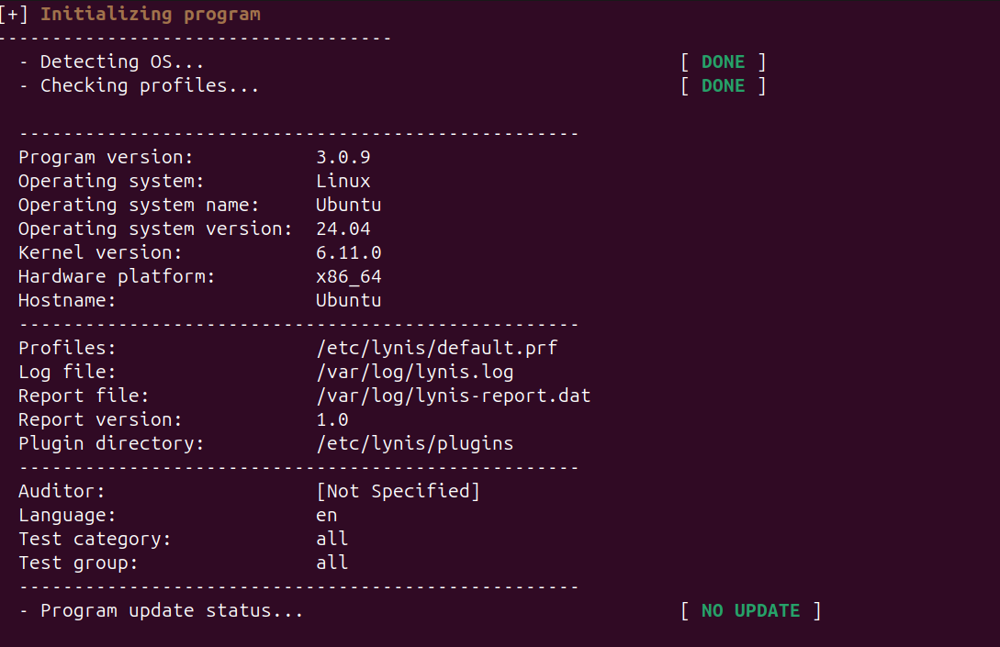 [+] Initializing program
------------------------------------
  - Detecting OS...                                           [ DONE ]
  - Checking profiles...                                      [ DONE ]

  ---------------------------------------------------
  Program version:           3.0.9
  Operating system:          Linux
  Operating system name:     Ubuntu
  Operating system version:  24.04
  Kernel version:            6.11.0
  Hardware platform:         x86_64
  Hostname:                  Ubuntu
  ---------------------------------------------------
  Profiles:                  /etc/lynis/default.prf
  Log file:                  /var/log/lynis.log
  Report file:               /var/log/lynis-report.dat
  Report version:            1.0
  Plugin directory:          /etc/lynis/plugins
  ---------------------------------------------------
  Auditor:                   [Not Specified]
  Language:                  en
  Test category:             all
  Test group:                all
  ---------------------------------------------------
  - Program update status...                                  [ NO UPDATE ]